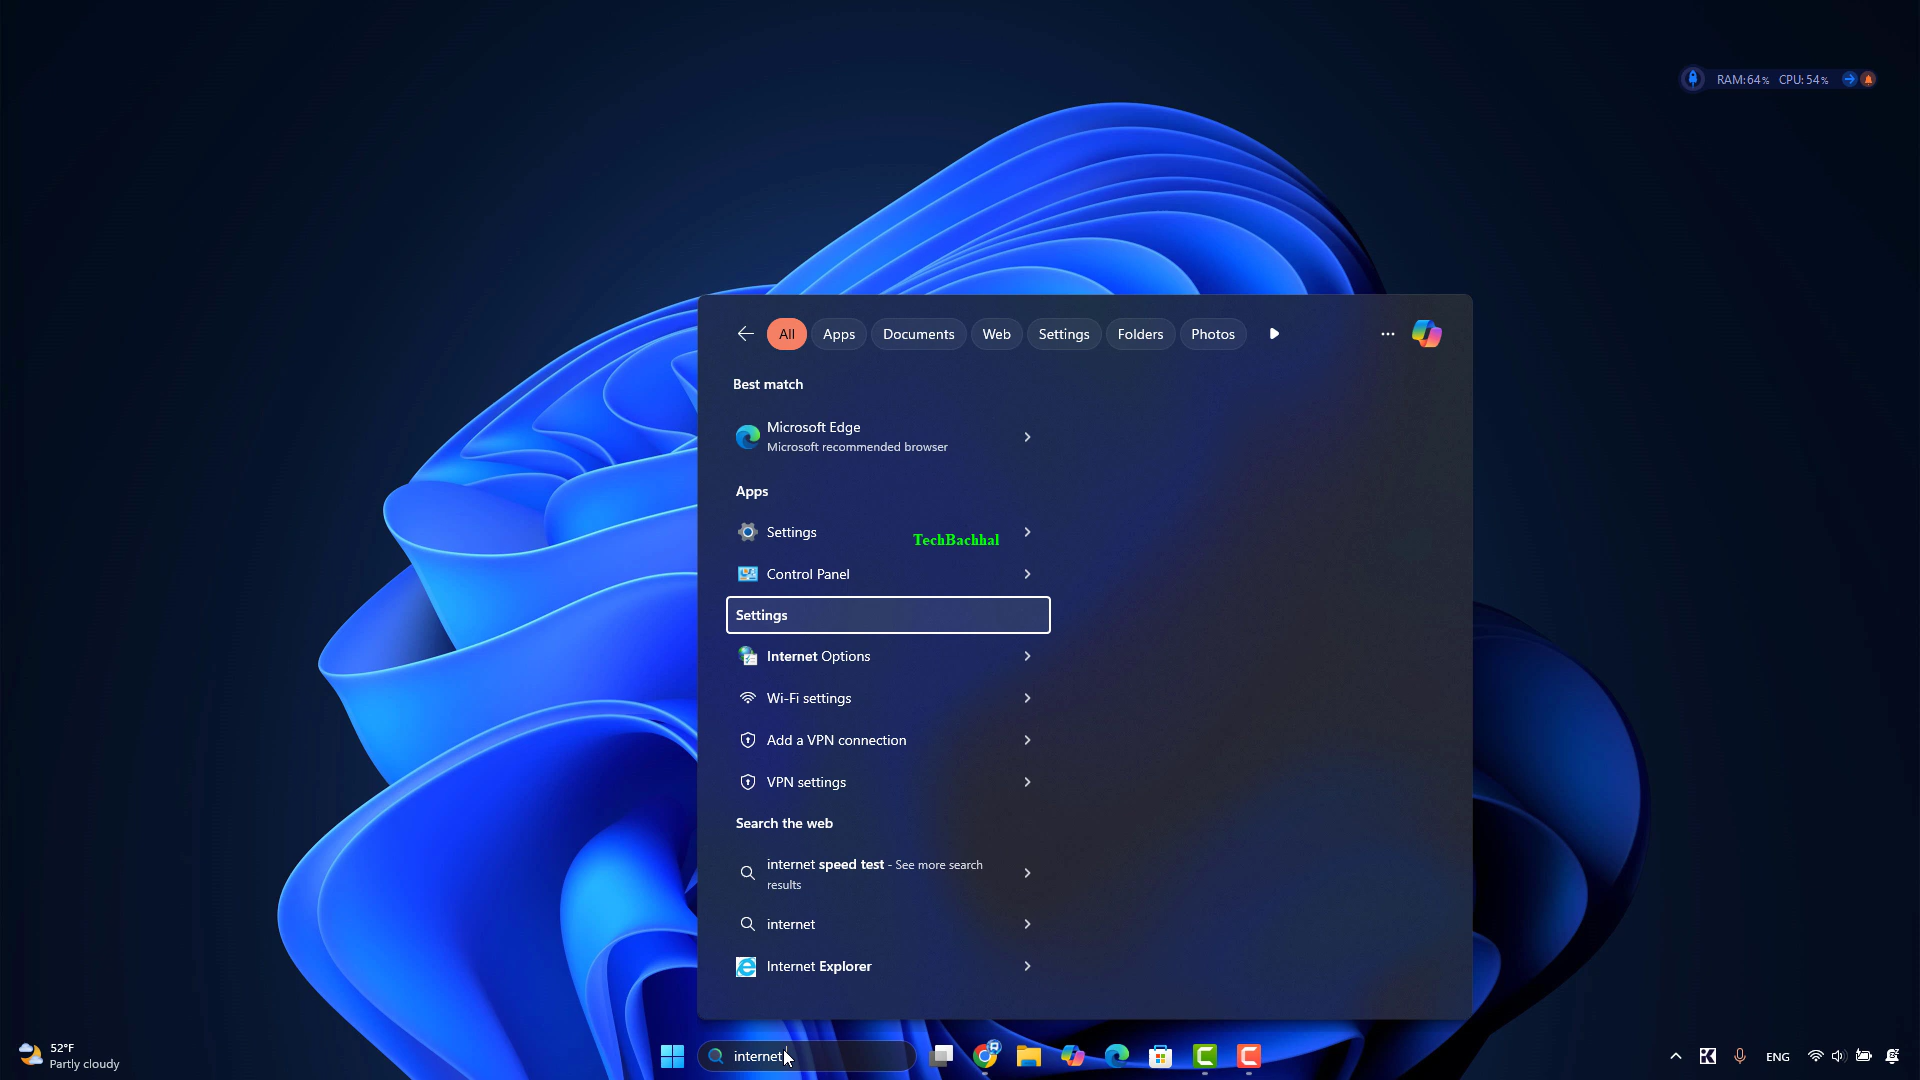 RAM:64% CPU: 54%
All Apps Documents Web Settings Folders Photos
Best match
Microsoft Edge
Microsoft recommended browser
Apps
Settings
TechBachhal
Control Panel
Settings
Internet Options
Wi-Fi settings
Add a VPN connection
VPN settings
Search the web
internet speed test - See more search
results
internet
Internet Explorer
52°F
Partly cloudy
internet
ENG